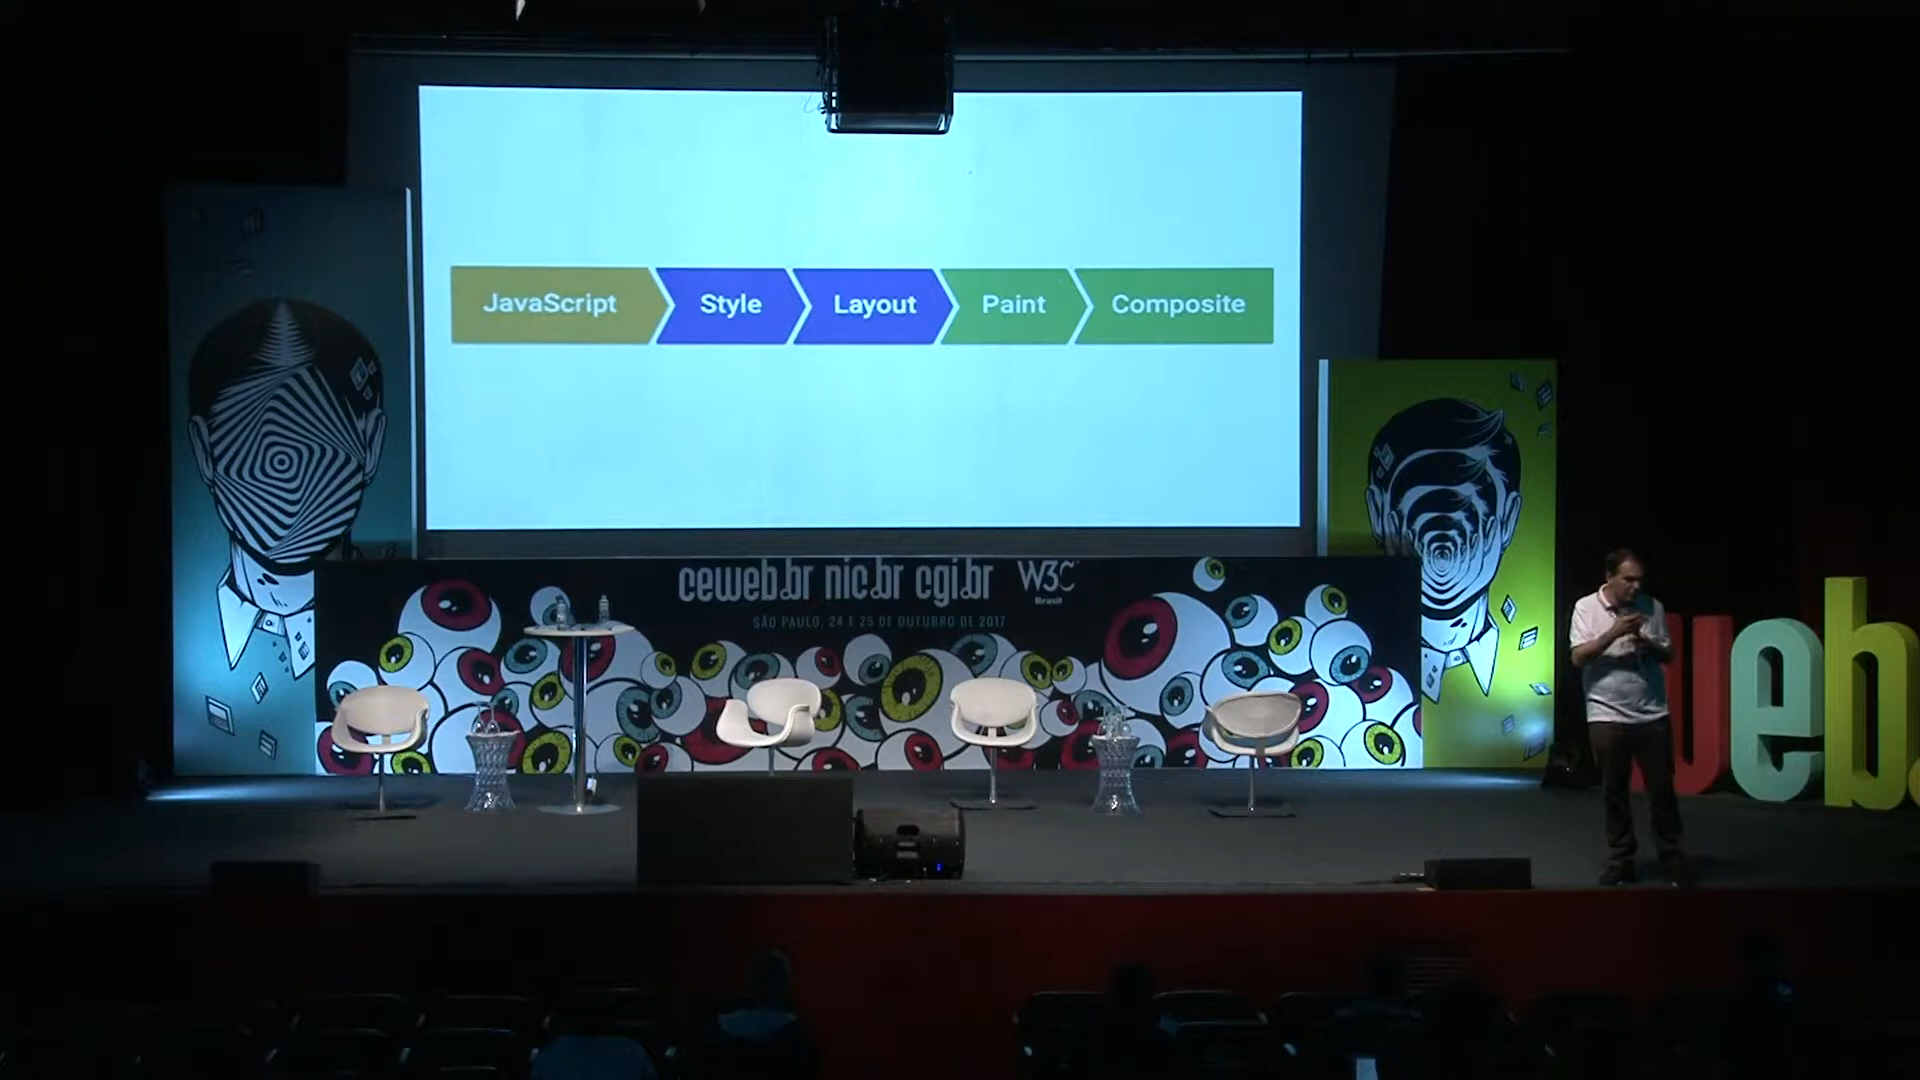 JavaScript Style Layout Paint Composite
ceweb.br nic.br cgi.br W3C
Brasil
SÃO PAULO, 24 E 25 DE OUTUBRO DE 2017
web.